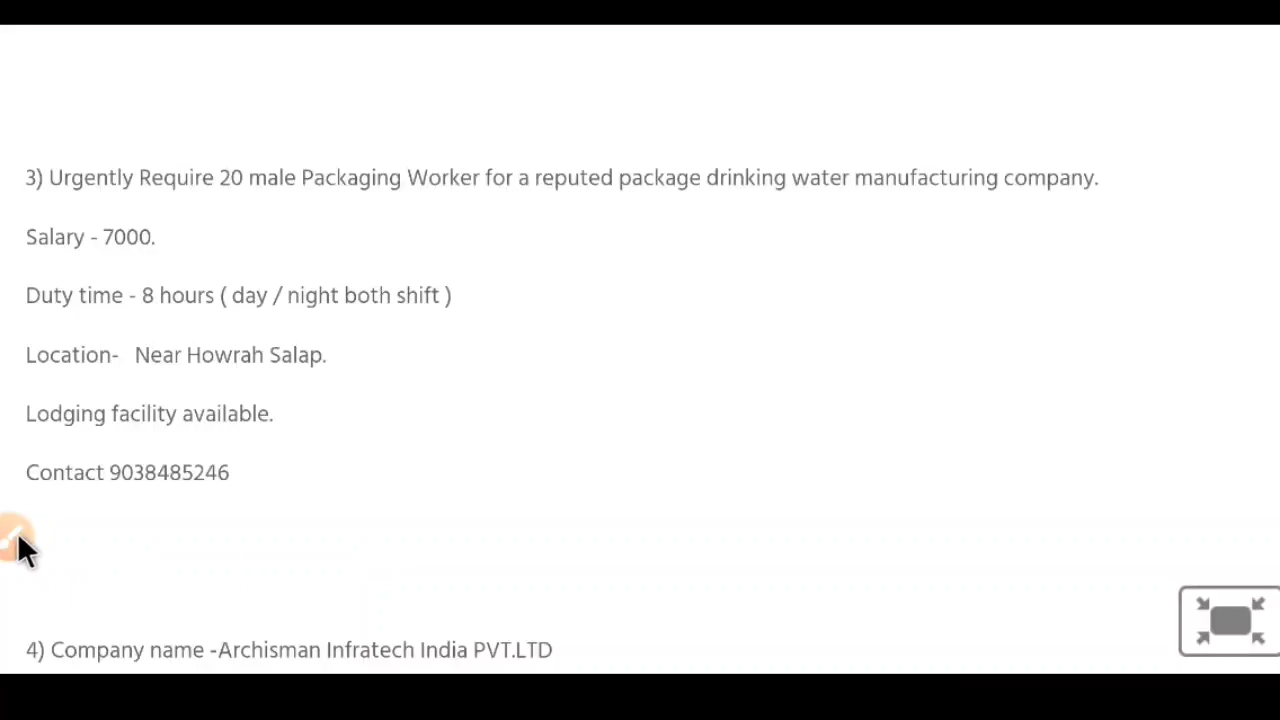 3) Urgently Require 20 male Packaging Worker for a reputed package drinking water manufacturing company.
Salary - 7000.
Duty time - 8 hours ( day / night both shift )
Location-   Near Howrah Salap.
Lodging facility available.
Contact 9038485246
4) Company name -Archisman Infratech India PVT.LTD